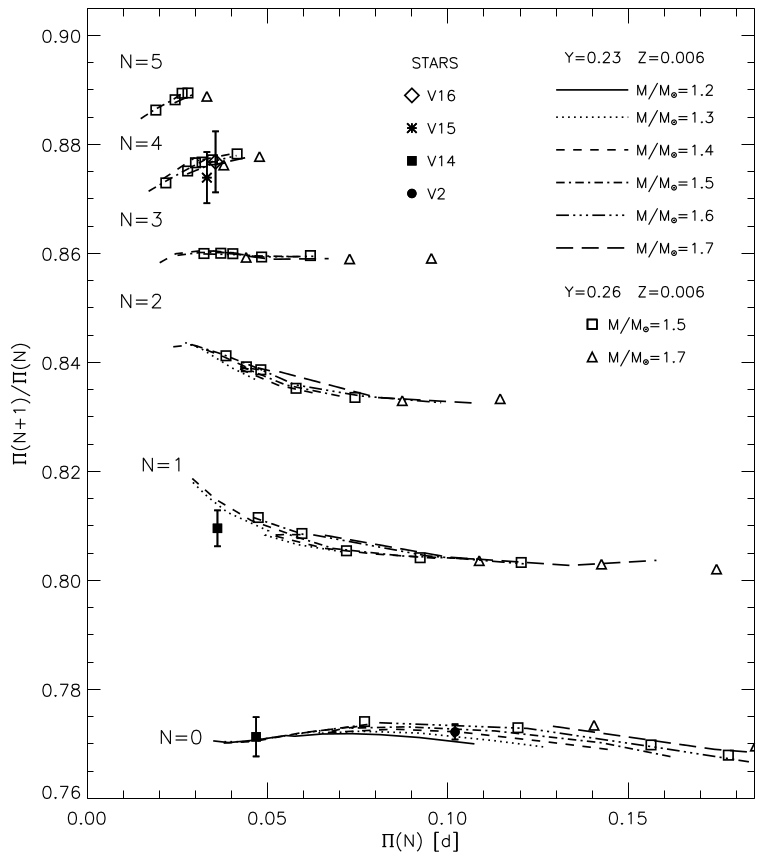 0.90
0.88
0.86
0.84
0.82
0.80
0.78
0.76
Π(N+1)/Π(N)
0.00
0.05
0.10
0.15
Π(N) [d]
N=5
N=4
N=3
N=2
N=1
N=0
STARS
V16
V15
V14
V2
Y=0.23 Z=0.006
M/M⊙=1.2
M/M⊙=1.3
M/M⊙=1.4
M/M⊙=1.5
M/M⊙=1.6
M/M⊙=1.7
Y=0.26 Z=0.006
M/M⊙=1.5
M/M⊙=1.7